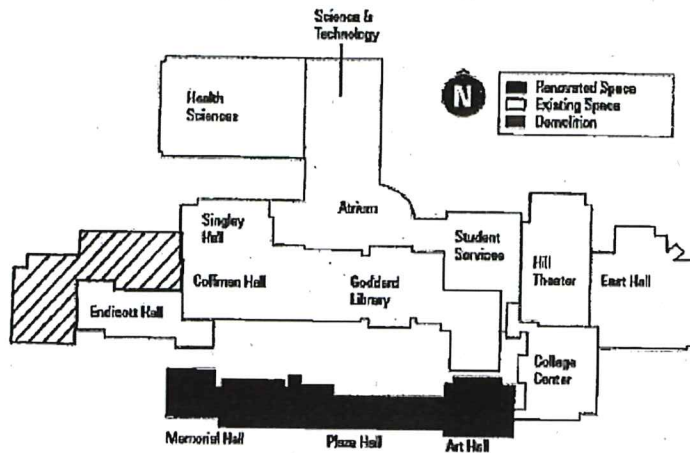 Science &
Technology
Health
Sciences
N
Renovated Space
Existing Space
Demolition
Atrium
Singley
Hall
Student
Services
Hill
Theater
East Hall
Coffman Hall
Goddard
Library
Endicott Hall
College
Center
Memorial Hall
Plaza Hall
Art Hall